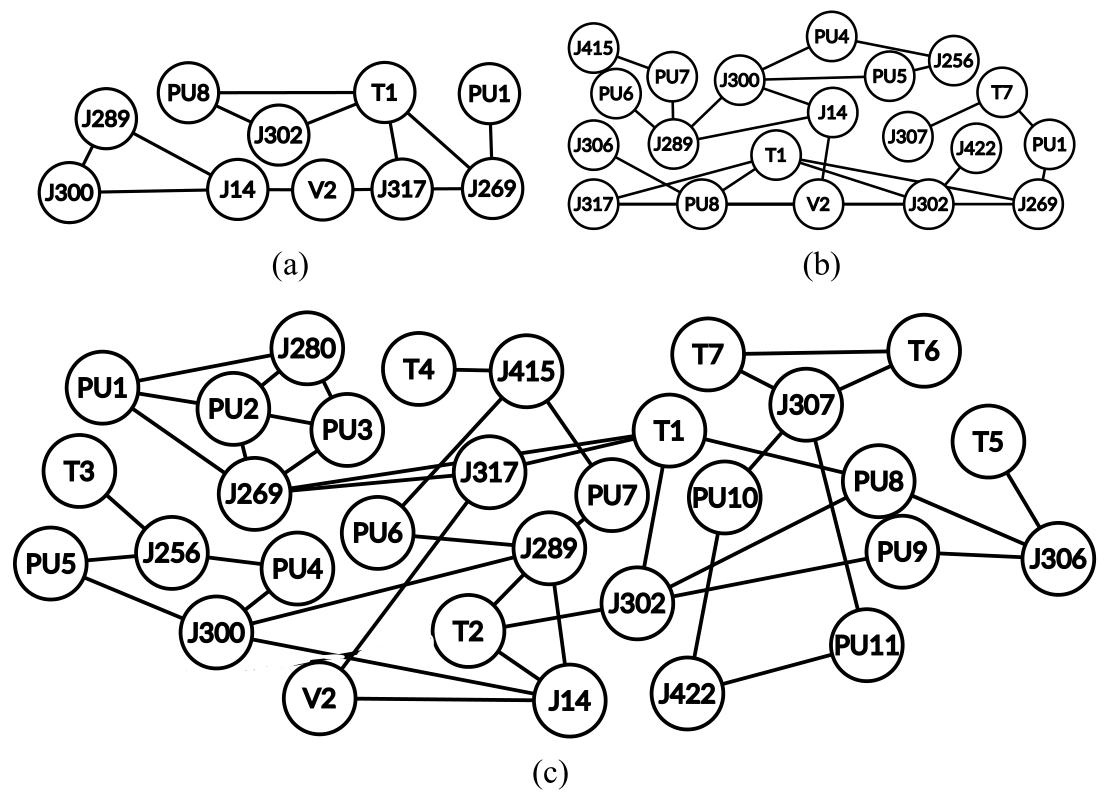 PU8 T1 PU1
J289
J302
J300 J14 V2 J317 J269
(a)
PU4
J415 J256
PU7 J300 PU5
PU6 T7
J14
J306 J289 J307 J422 PU1
T1
J317 PU8 V2 J302 J269
(b)
J280 T7 T6
T4 J415
PU1 PU2 J307
PU3 T1 T5
T3 J317 PU8
J269 PU7 PU10
PU6 J289 PU9 J306
PU5 J256 PU4
J300 T2 J302 PU11
V2 J14 J422
(c)